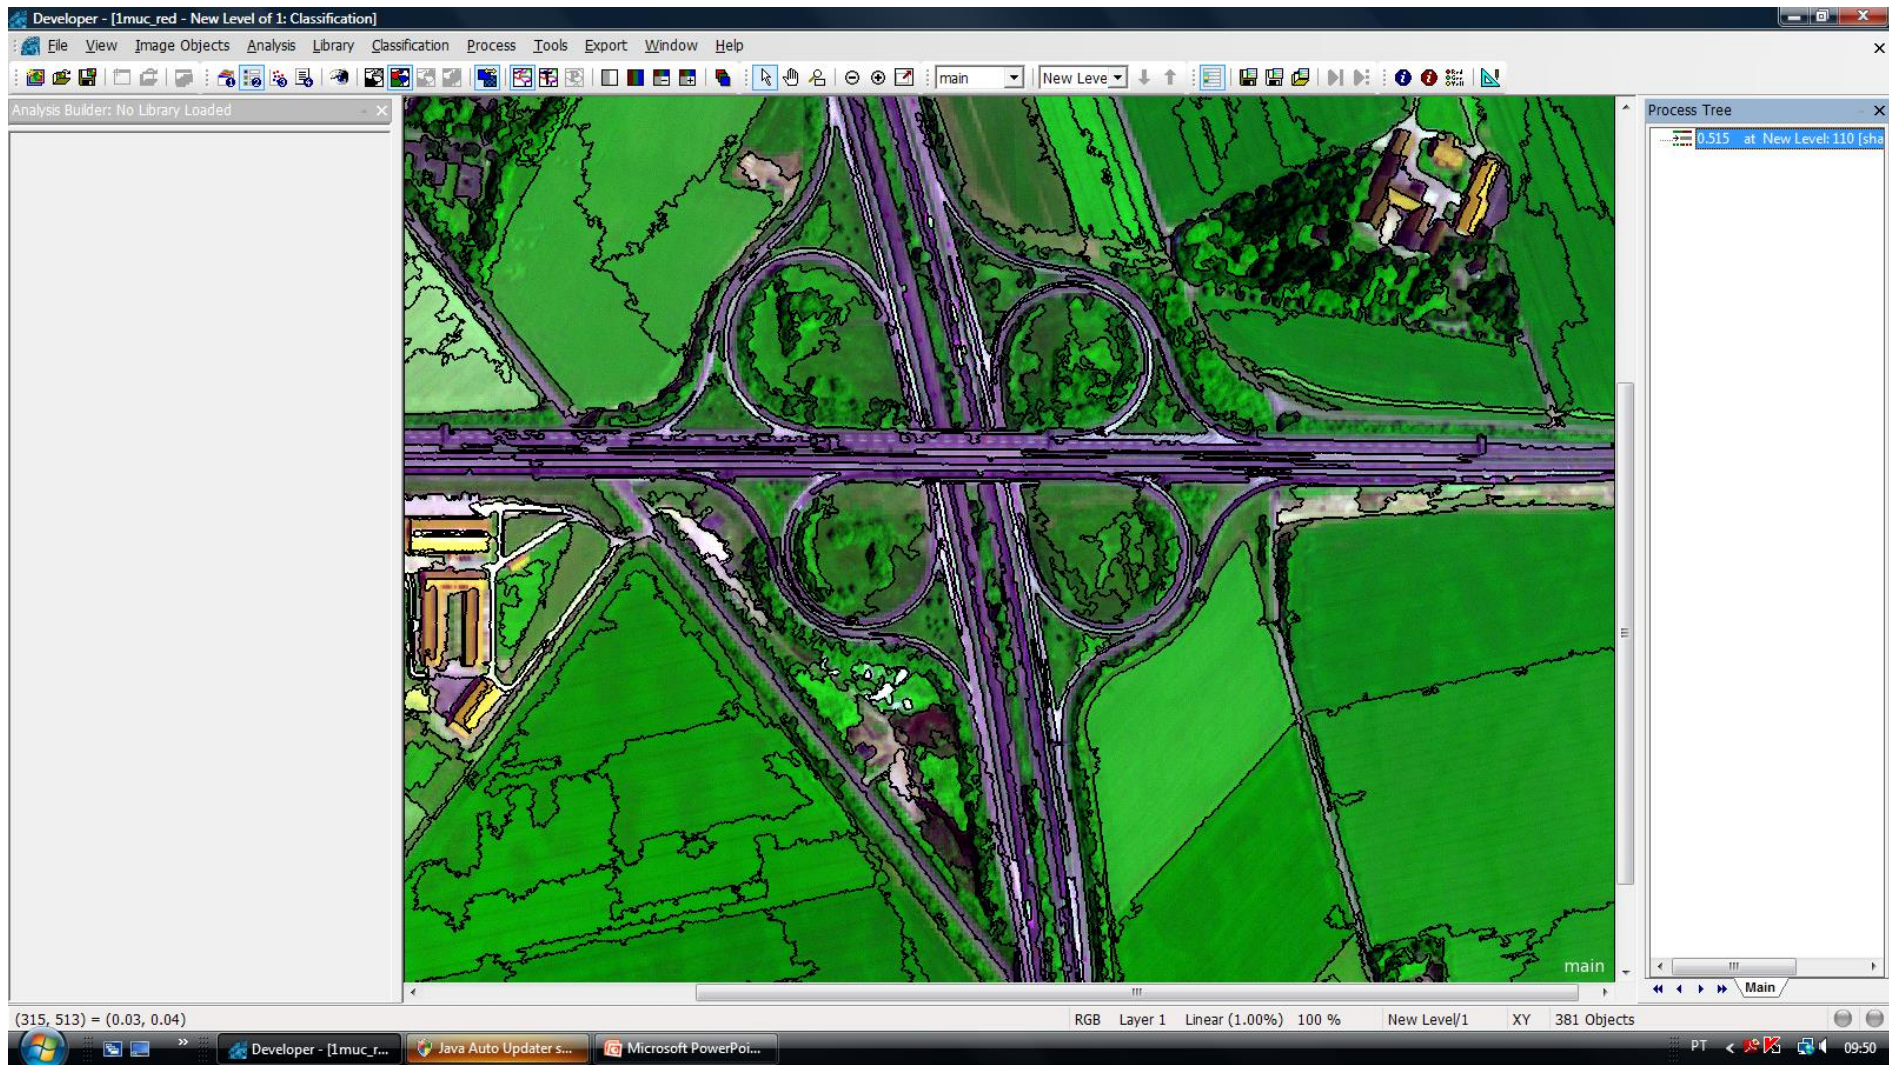 Developer - [1muc_red - New Level of 1: Classification]
File View Image Objects Analysis Library Classification Process Tools Export Window Help
main New Leve
Analysis Builder: No Library Loaded
Process Tree
0.515 at New Level: 110 [sha
main
Main
(315, 513) = (0.03, 0.04) RGB Layer 1 Linear (1.00%) 100 % New Level/1 XY 381 Objects
Developer - [1muc_r... Java Auto Updater s... Microsoft PowerPoi... PT 09:50